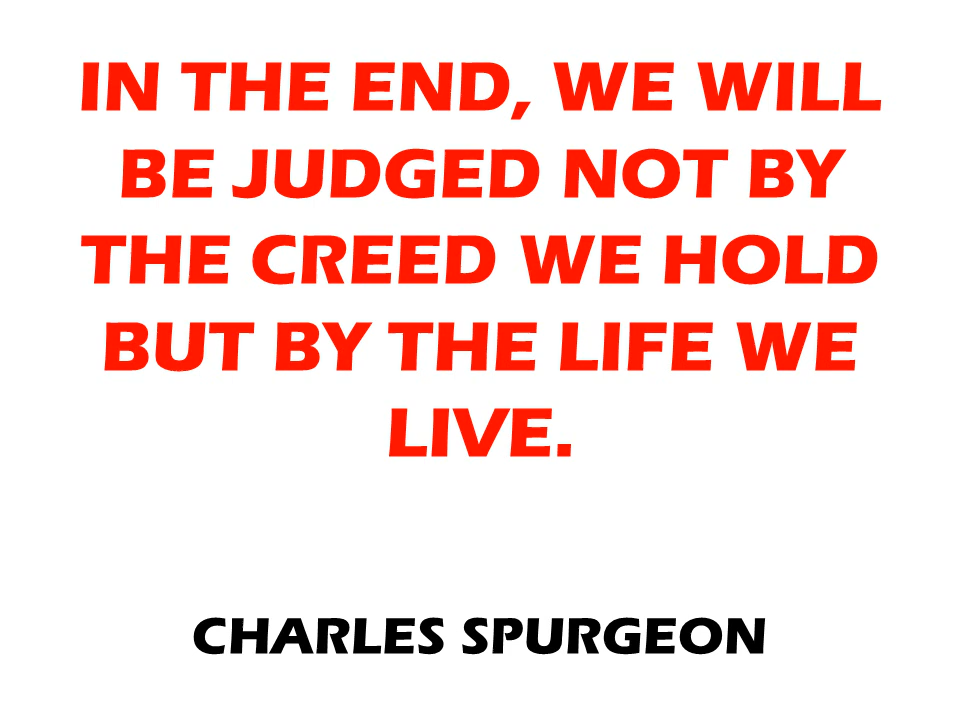 IN THE END, WE WILL
BE JUDGED NOT BY
THE CREED WE HOLD
BUT BY THE LIFE WE
LIVE.
CHARLES SPURGEON